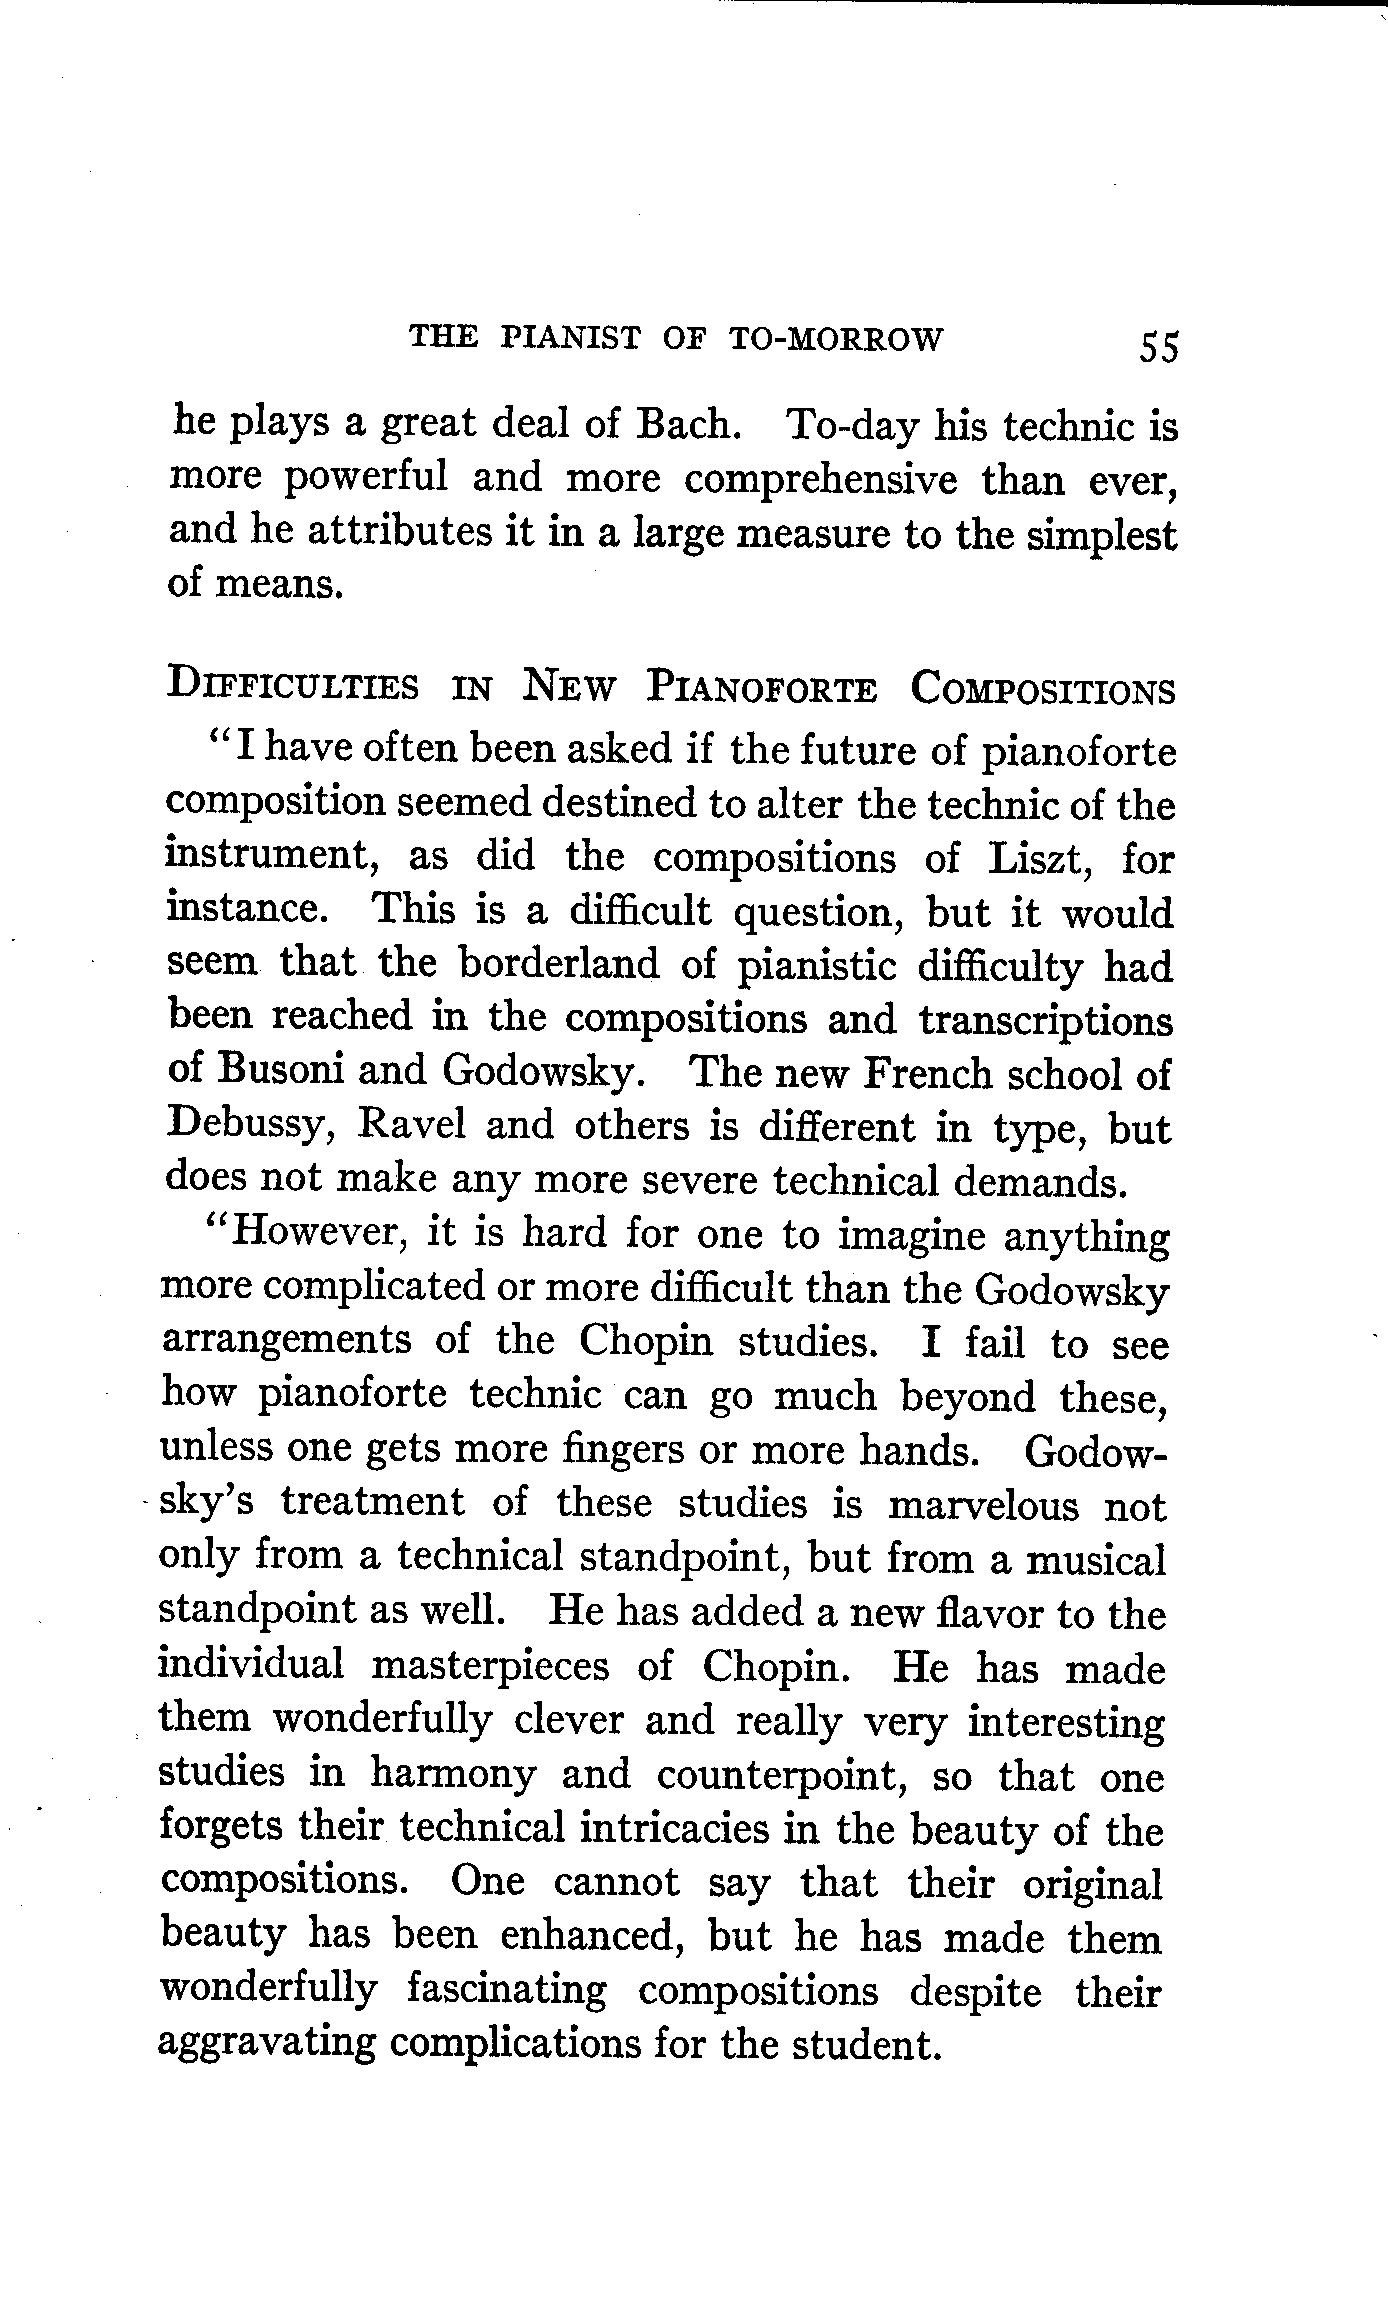 THE PIANIST OF TO-MORROW 55
he plays a great deal of Bach. To-day his technic is
more powerful and more comprehensive than ever,
and he attributes it in a large measure to the simplest
of means.
DIFFICULTIES IN NEW PIANOFORTE COMPOSITIONS
"I have often been asked if the future of pianoforte
composition seemed destined to alter the technic of the
instrument, as did the compositions of Liszt, for
instance. This is a difficult question, but it would
seem that the borderland of pianistic difficulty had
been reached in the compositions and transcriptions
of Busoni and Godowsky. The new French school of
Debussy, Ravel and others is different in type, but
does not make any more severe technical demands.
"However, it is hard for one to imagine anything
more complicated or more difficult than the Godowsky
arrangements of the Chopin studies. I fail to see
how pianoforte technic can go much beyond these,
unless one gets more fingers or more hands. Godow-
sky's treatment of these studies is marvelous not
only from a technical standpoint, but from a musical
standpoint as well. He has added a new flavor to the
individual masterpieces of Chopin. He has made
them wonderfully clever and really very interesting
studies in harmony and counterpoint, so that one
forgets their technical intricacies in the beauty of the
compositions. One cannot say that their original
beauty has been enhanced, but he has made them
wonderfully fascinating compositions despite their
aggravating complications for the student.